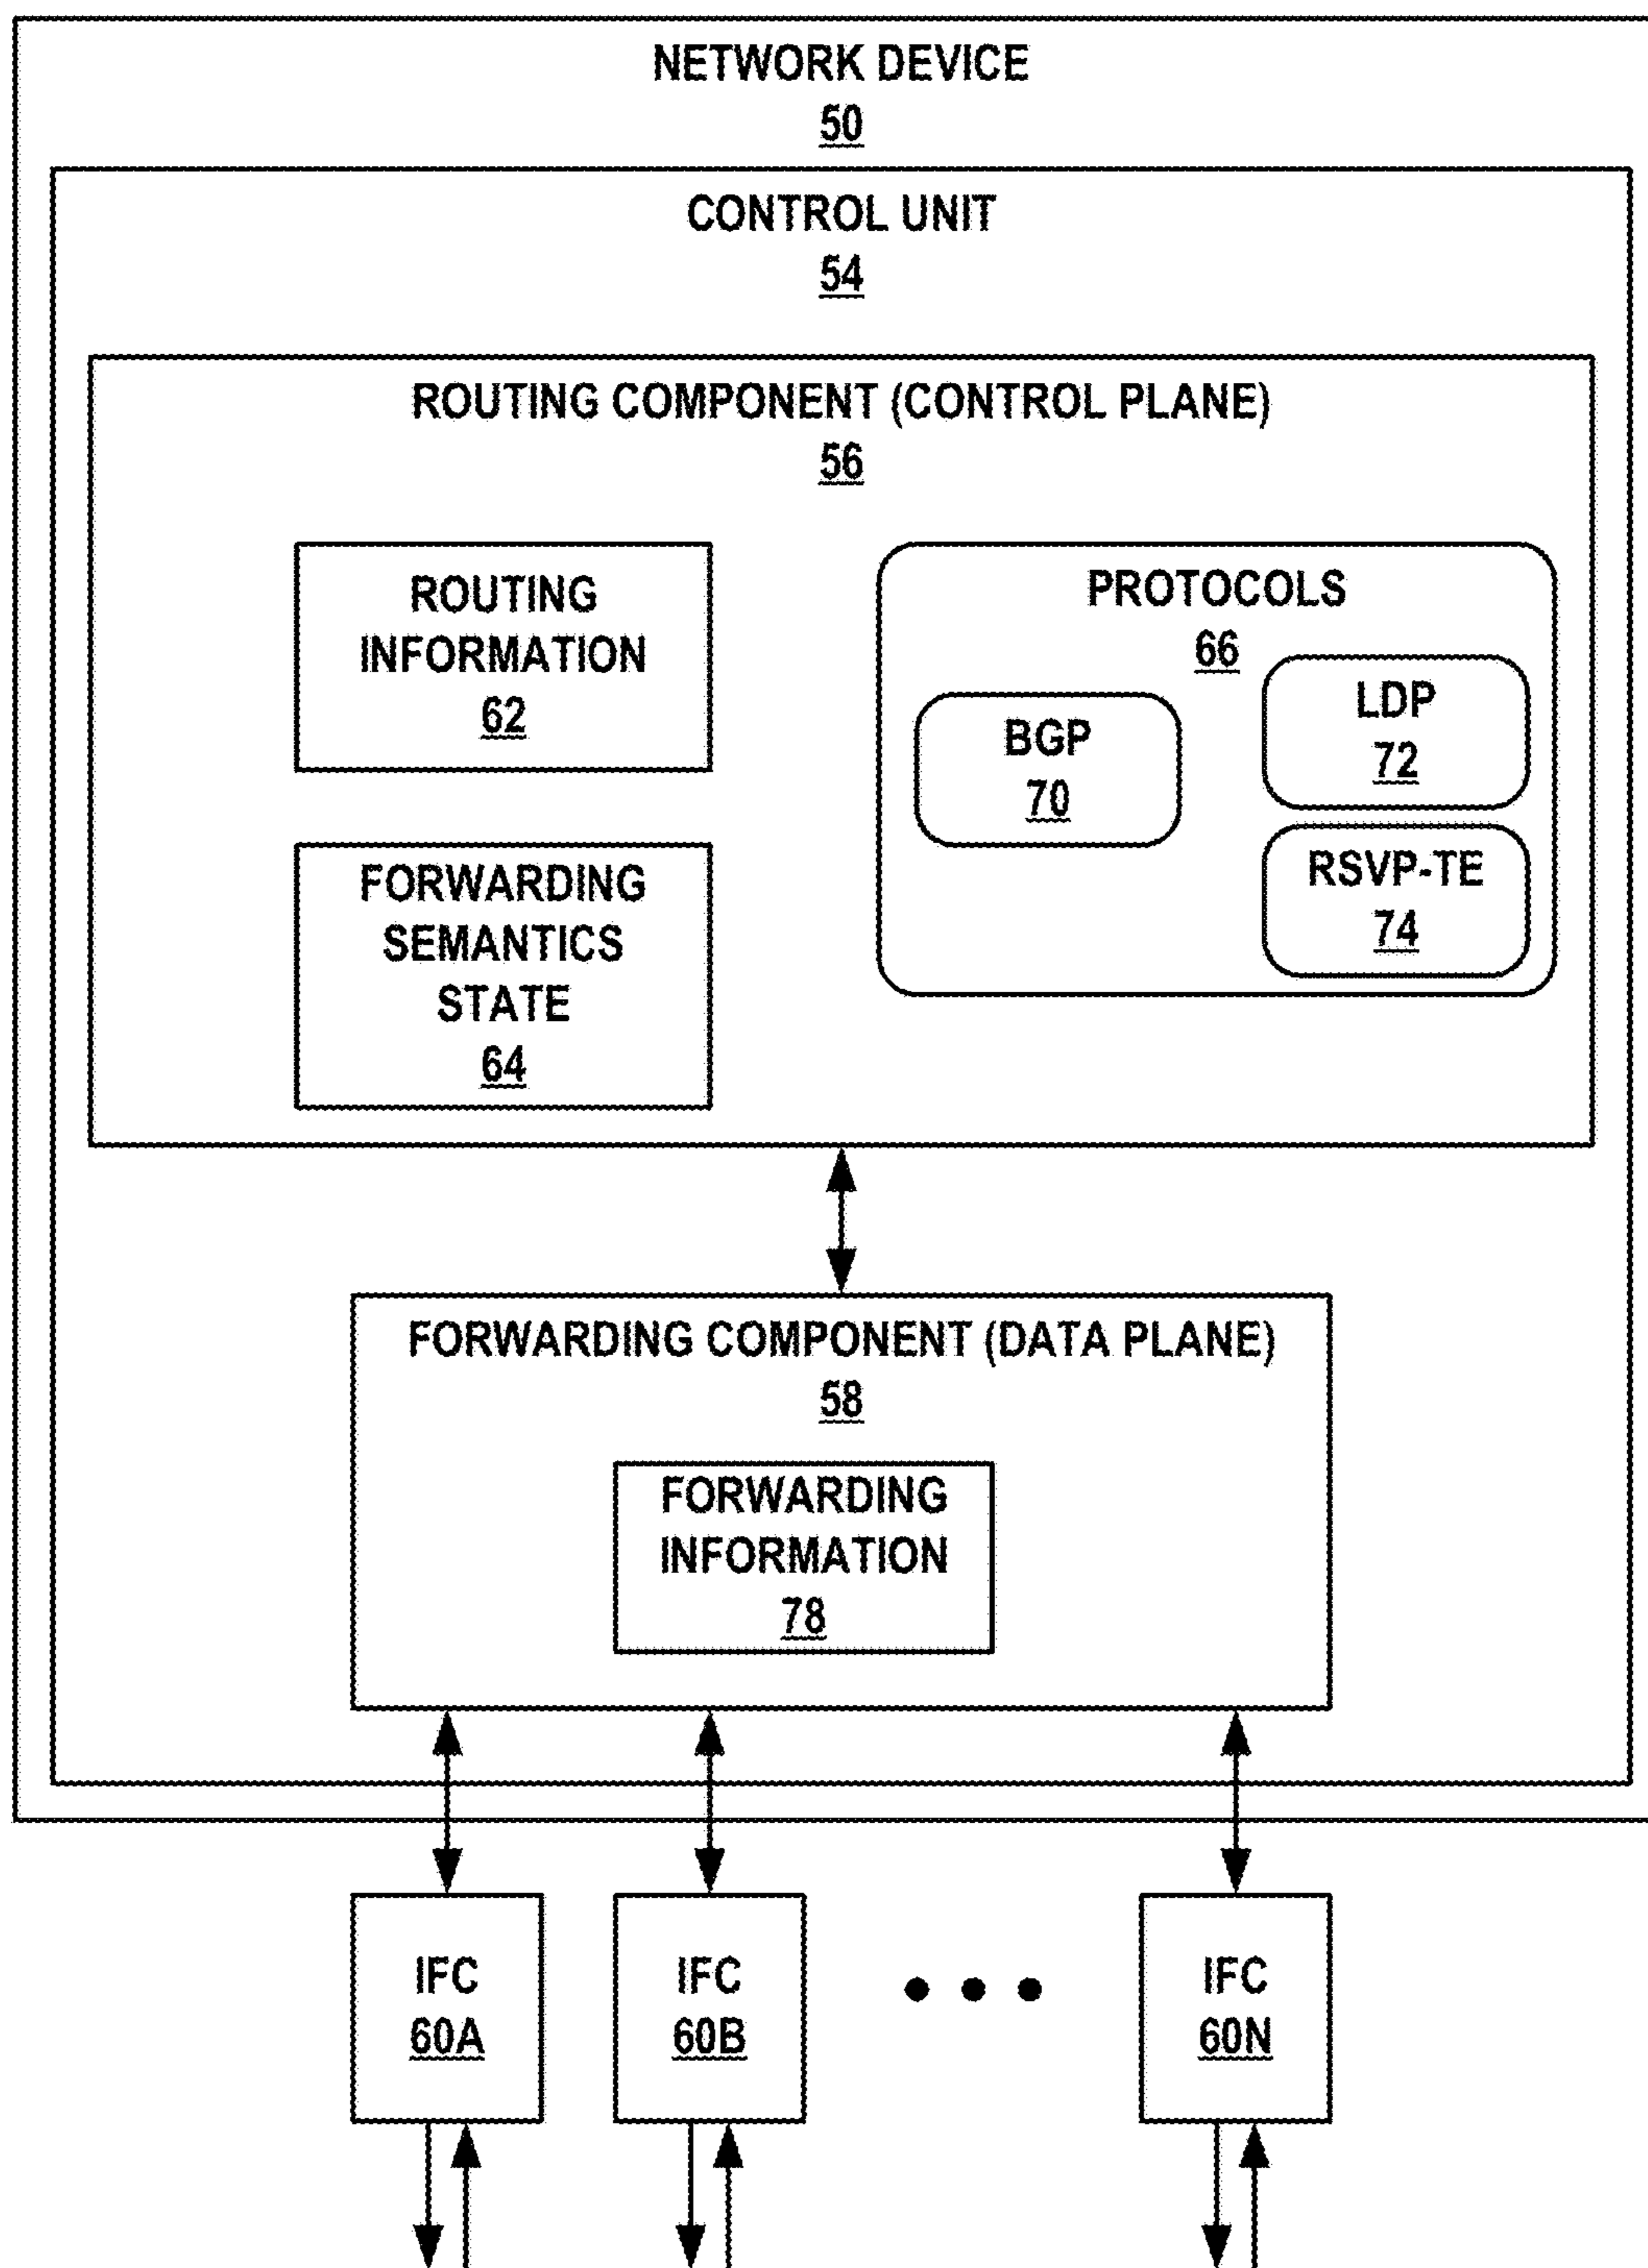 NETWORK DEVICE
50
CONTROL UNIT
54
ROUTING COMPONENT (CONTROL PLANE)
56
ROUTING
INFORMATION
62
FORWARDING
SEMANTICS
STATE
64
PROTOCOLS
66
BGP
70
LDP
72
RSVP-TE
74
FORWARDING COMPONENT (DATA PLANE)
58
FORWARDING
INFORMATION
78
IFC
60A
IFC
60B
IFC
60N